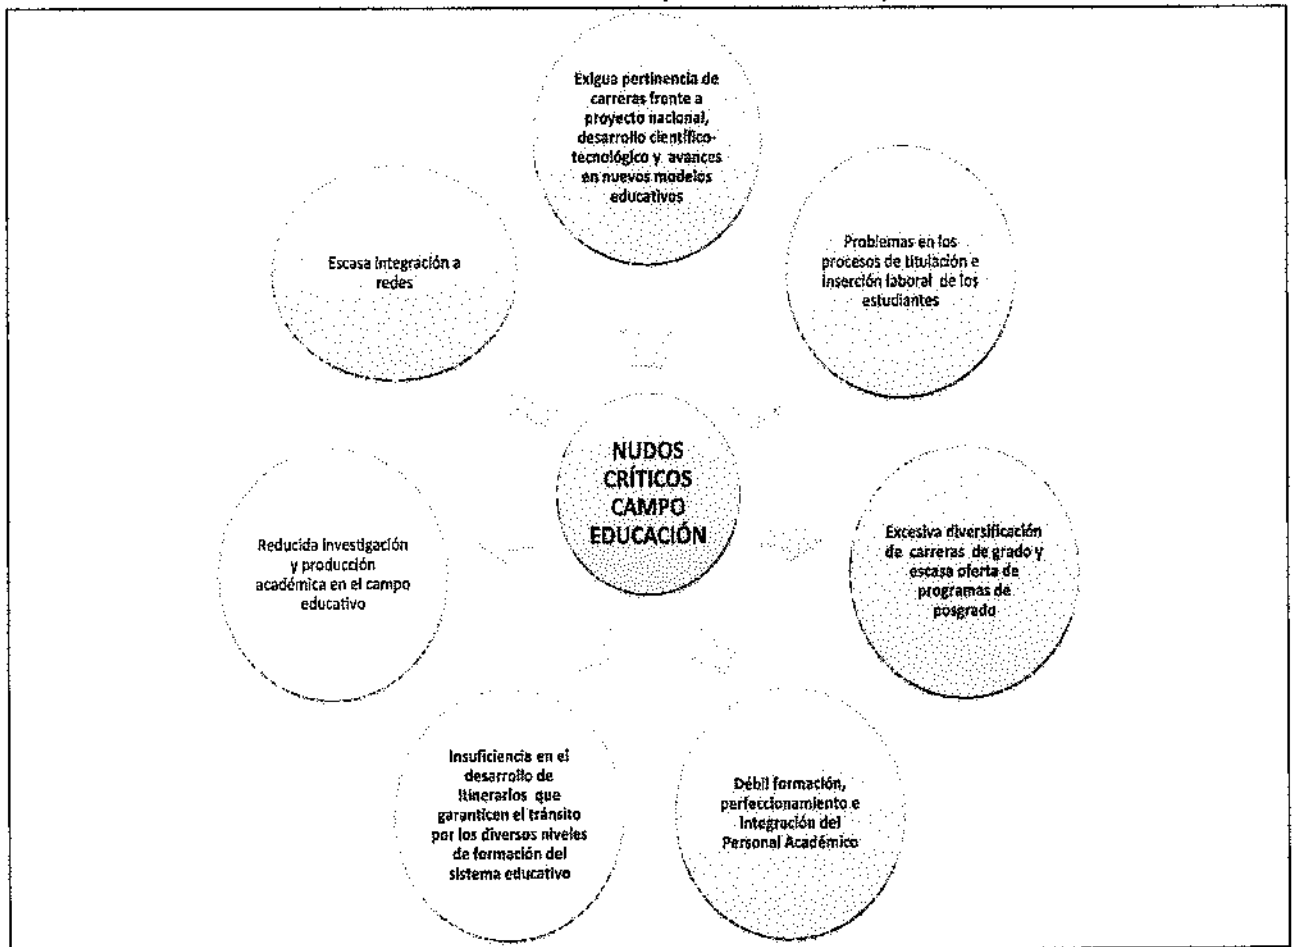 Exigua pertinencia de
carreras frente a
proyecto nacional,
desarrollo científico-
tecnológico y avances
en nuevos modelos
educativos
Problemas en los
procesos de titulación e
inserción laboral de los
estudiantes
Escasa integración a
redes
NUDOS
CRÍTICOS
CAMPO
EDUCACIÓN
Excesiva diversificación
de carreras de grado y
escasa oferta de
programas de
posgrado
Reducida investigación
y producción
académica en el campo
educativo
Insuficiencia en el
desarrollo de
itinerarios que
garanticen el tránsito
por los diversos niveles
de formación del
sistema educativo
Débil formación,
perfeccionamiento e
integración del
Personal Académico